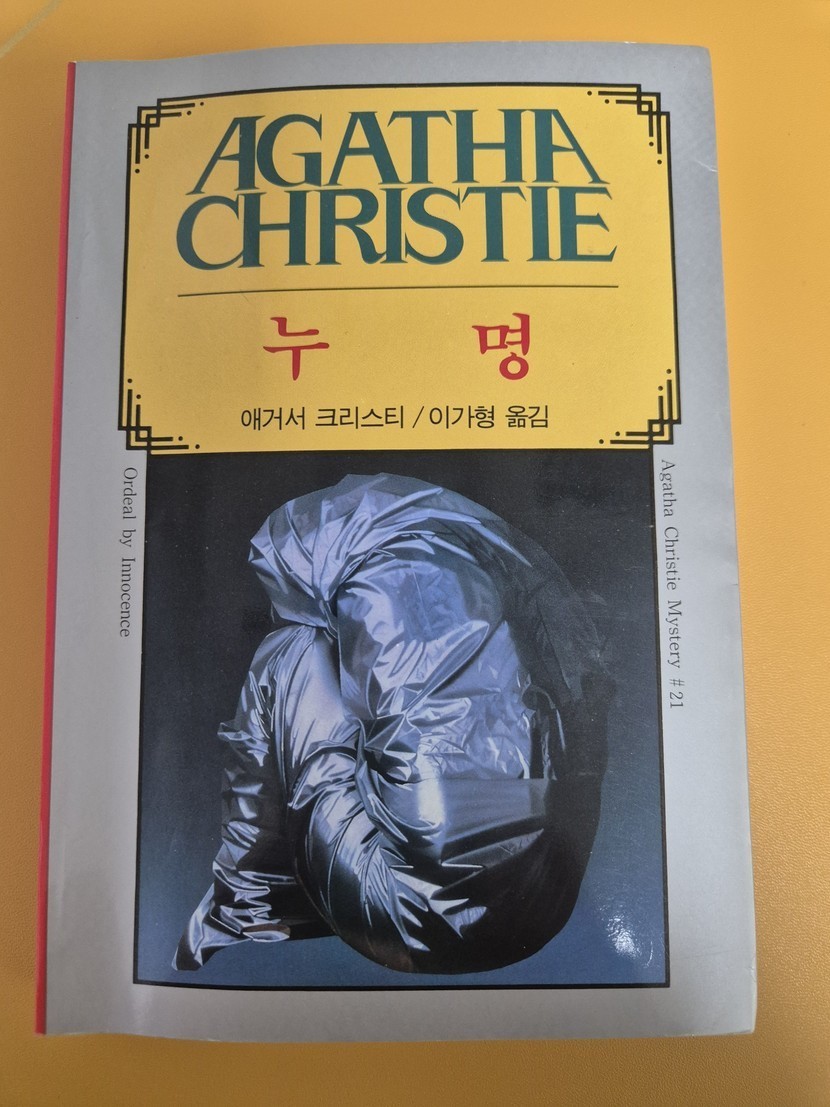 AGATHA
CHRISTIE
누 명
애거서 크리스티 / 이가형 옮김
Ordeal by Innocence
Agatha Christie Mystery #21